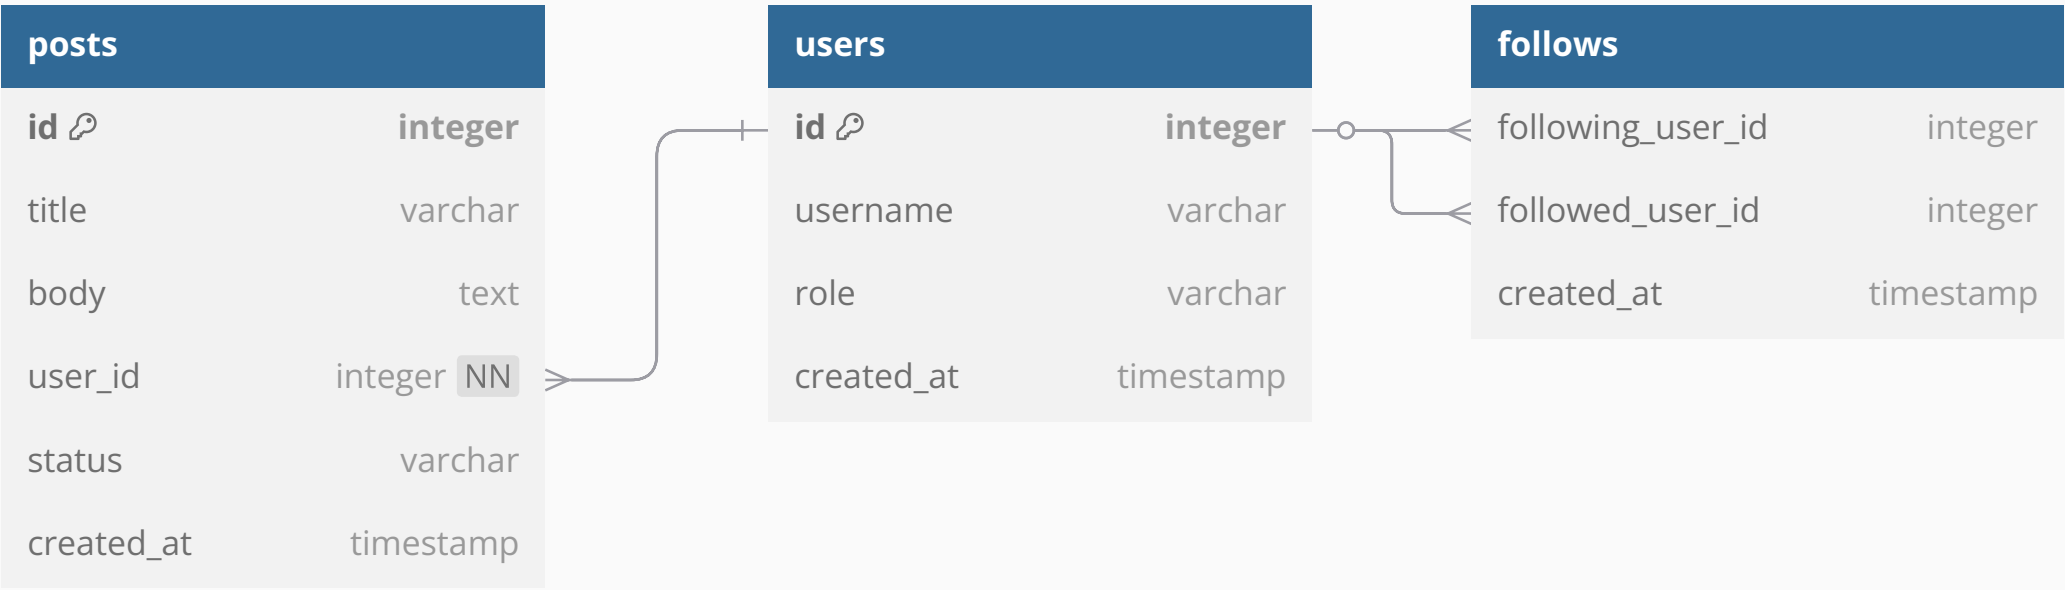 posts
id integer
title varchar
body text
user_id integer NN
status varchar
created_at timestamp
users
id integer
username varchar
role varchar
created_at timestamp
follows
following_user_id integer
followed_user_id integer
created_at timestamp